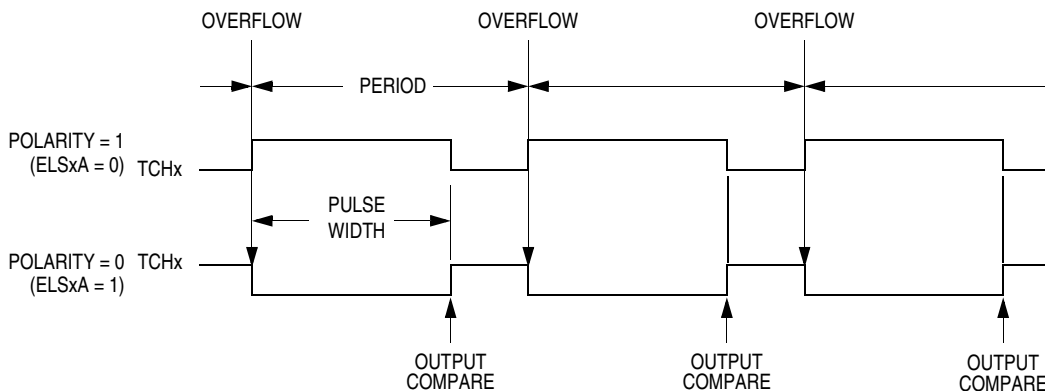 OVERFLOW OVERFLOW OVERFLOW
PERIOD
POLARITY = 1
(ELSxA = 0) TCHx
PULSE
WIDTH
POLARITY = 0 TCHx
(ELSxA = 1)
OUTPUT
COMPARE
OUTPUT
COMPARE
OUTPUT
COMPARE